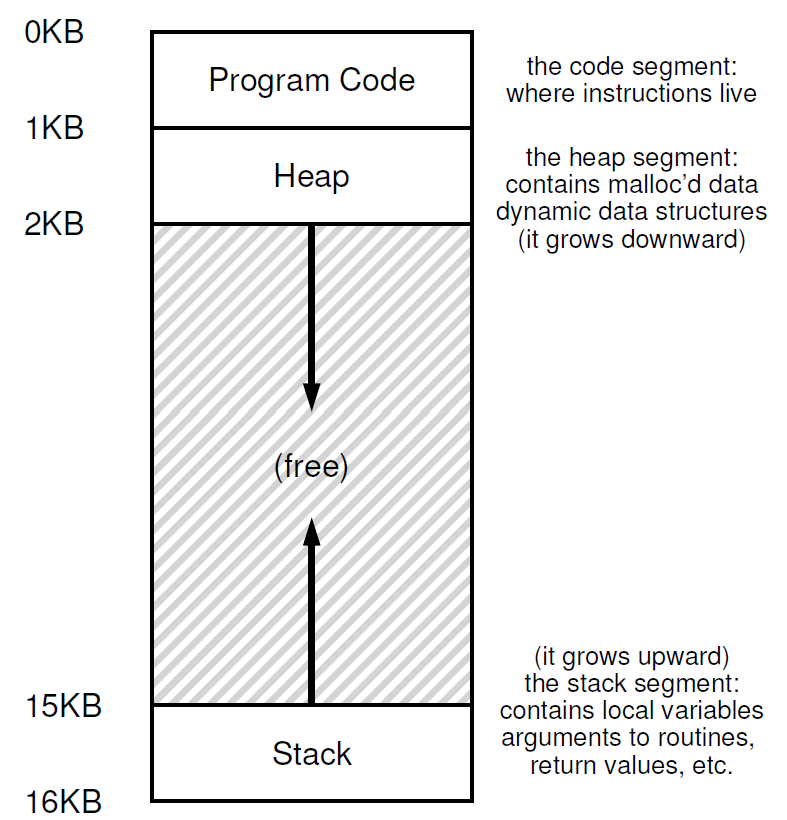 0KB
Program Code
the code segment:
where instructions live
1KB
Heap
the heap segment:
contains malloc'd data
dynamic data structures
(it grows downward)
2KB
(free)
(it grows upward)
the stack segment:
contains local variables
arguments to routines,
return values, etc.
15KB
Stack
16KB